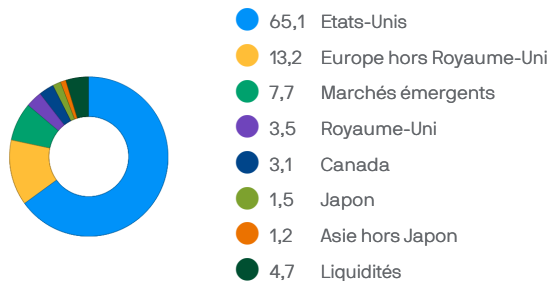 65,1 Etats-Unis
13,2 Europe hors Royaume-Uni
7,7 Marchés émergents
3,5 Royaume-Uni
3,1 Canada
1,5 Japon
1,2 Asie hors Japon
4,7 Liquidités